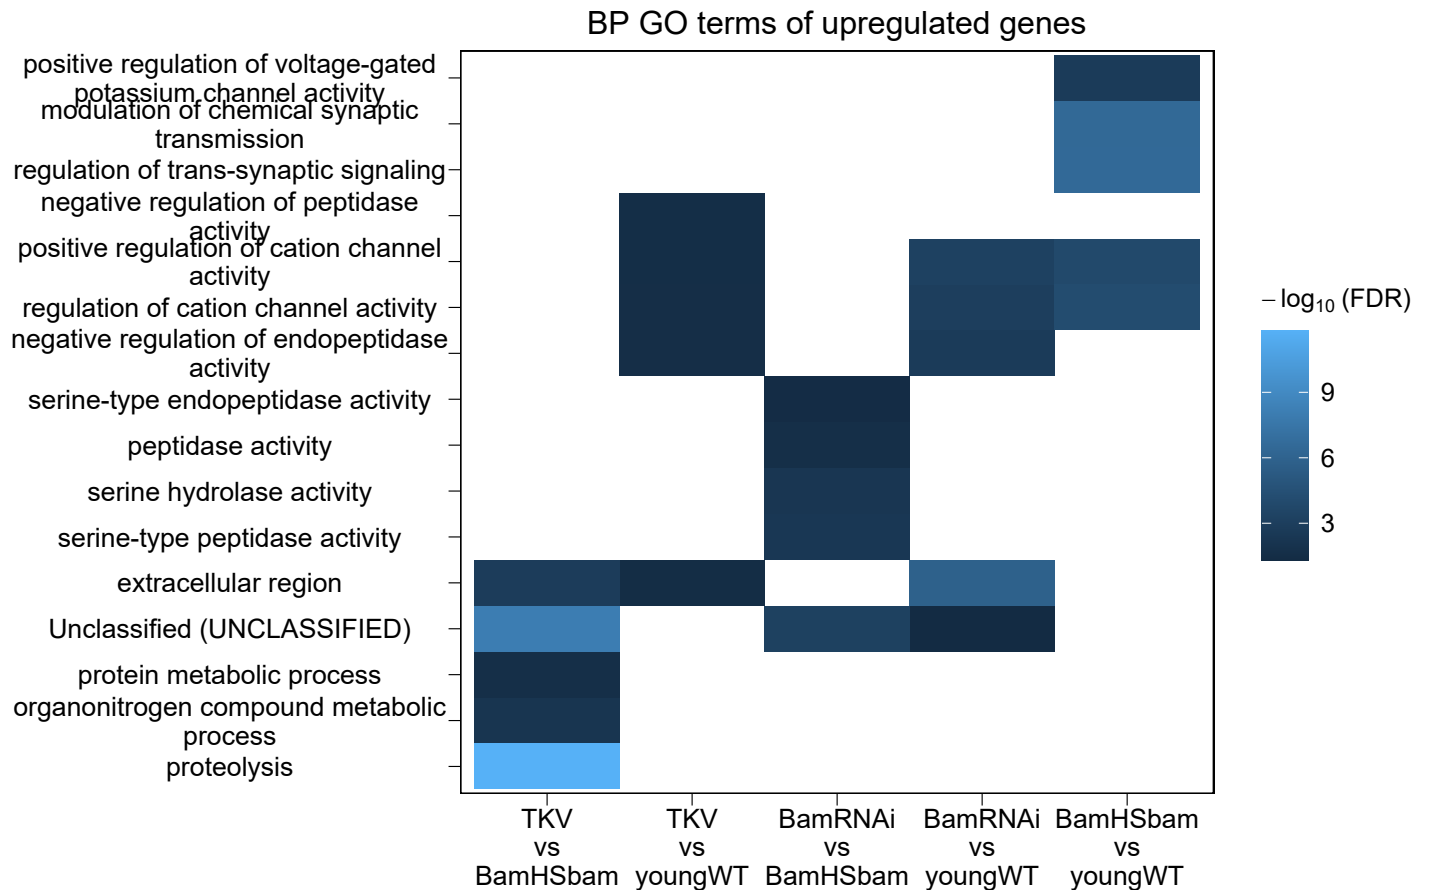 BP GO terms of upregulated genes
positive regulation of voltage-gated
potassium channel activity
modulation of chemical synaptic
transmission
regulation of trans-synaptic signaling
negative regulation of peptidase
activity
positive regulation of cation channel
activity
regulation of cation channel activity
negative regulation of endopeptidase
activity
serine-type endopeptidase activity
peptidase activity
serine hydrolase activity
serine-type peptidase activity
extracellular region
Unclassified (UNCLASSIFIED)
protein metabolic process
organonitrogen compound metabolic
process
proteolysis
TKV
vs
BamHSbam
TKV
vs
youngWT
BamRNAi
vs
BamHSbam
BamRNAi
vs
youngWT
BamHSbam
vs
youngWT
− log₁₀ (FDR)
9
6
3